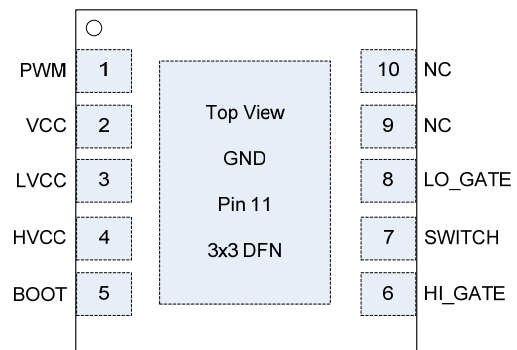 PWM 1 10 NC
VCC 2 Top View 9 NC
GND
LVCC 3 8 LO_GATE
Pin 11
HVCC 4 7 SWITCH
3x3 DFN
BOOT 5 6 HI_GATE